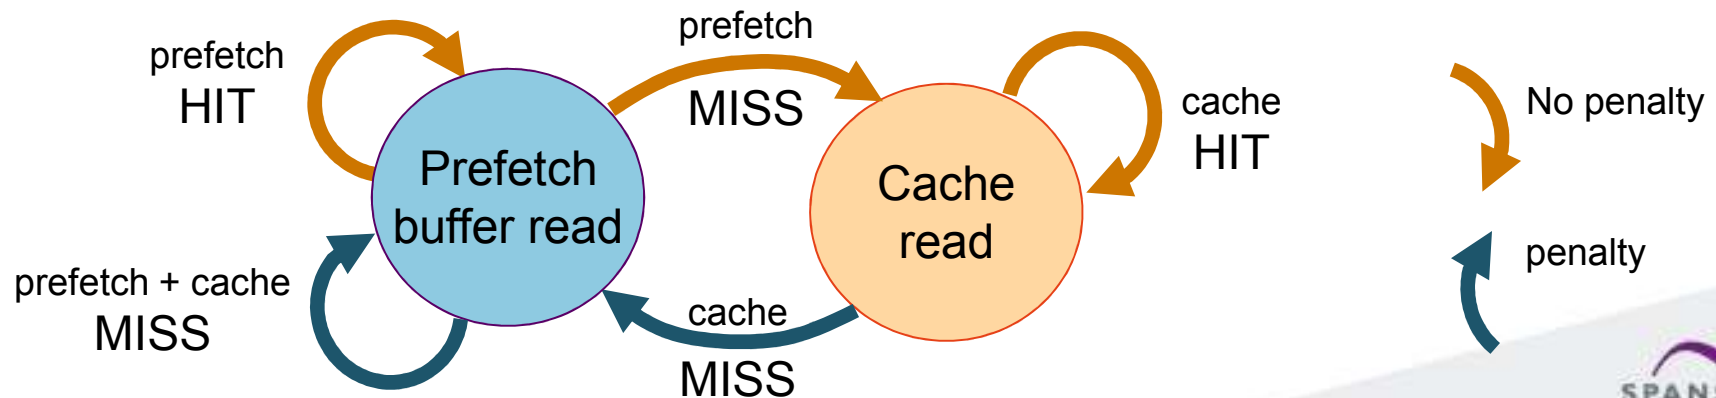 prefetch
HIT
prefetch
MISS
cache
HIT
No penalty
Prefetch
buffer read
Cache
read
prefetch + cache
MISS
cache
MISS
penalty